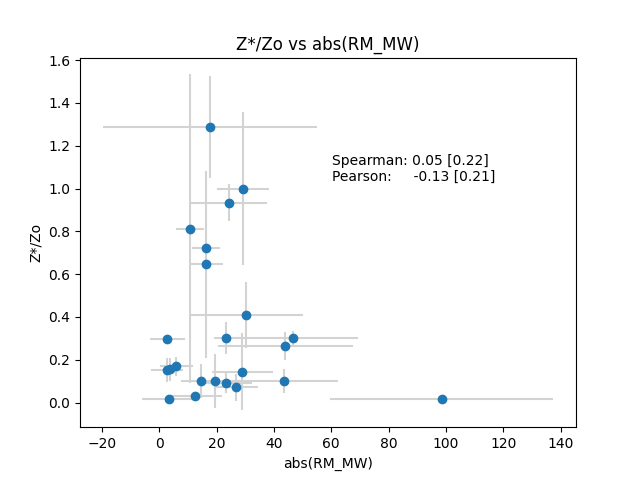 Z*/Zo vs abs(RM_MW)
1.6
1.4
1.2
1.0
0.8
0.6
0.4
0.2
0.0
Z*/Zo
Spearman: 0.05 [0.22]
Pearson: -0.13 [0.21]
−20 0 20 40 60 80 100 120 140
abs(RM_MW)